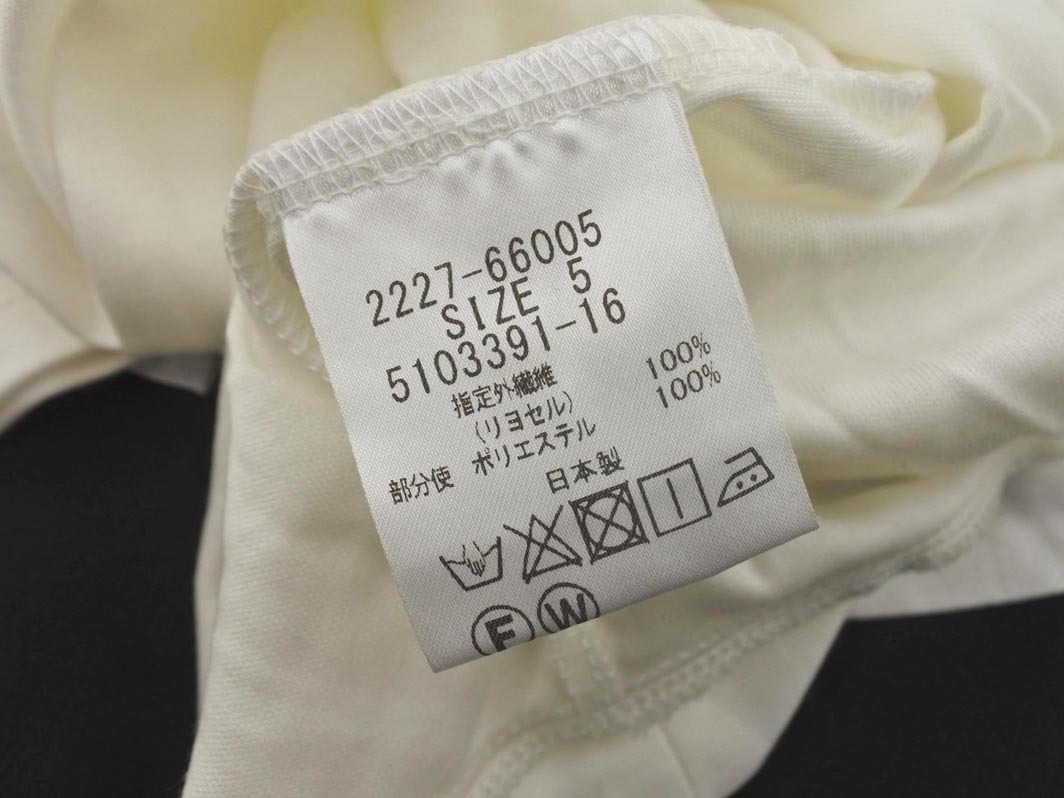 2227-66005
SIZE 5
5103391-16
指定外繊維 100%
(リヨセル) 100%
部分使 ポリエステル
日本製
F W